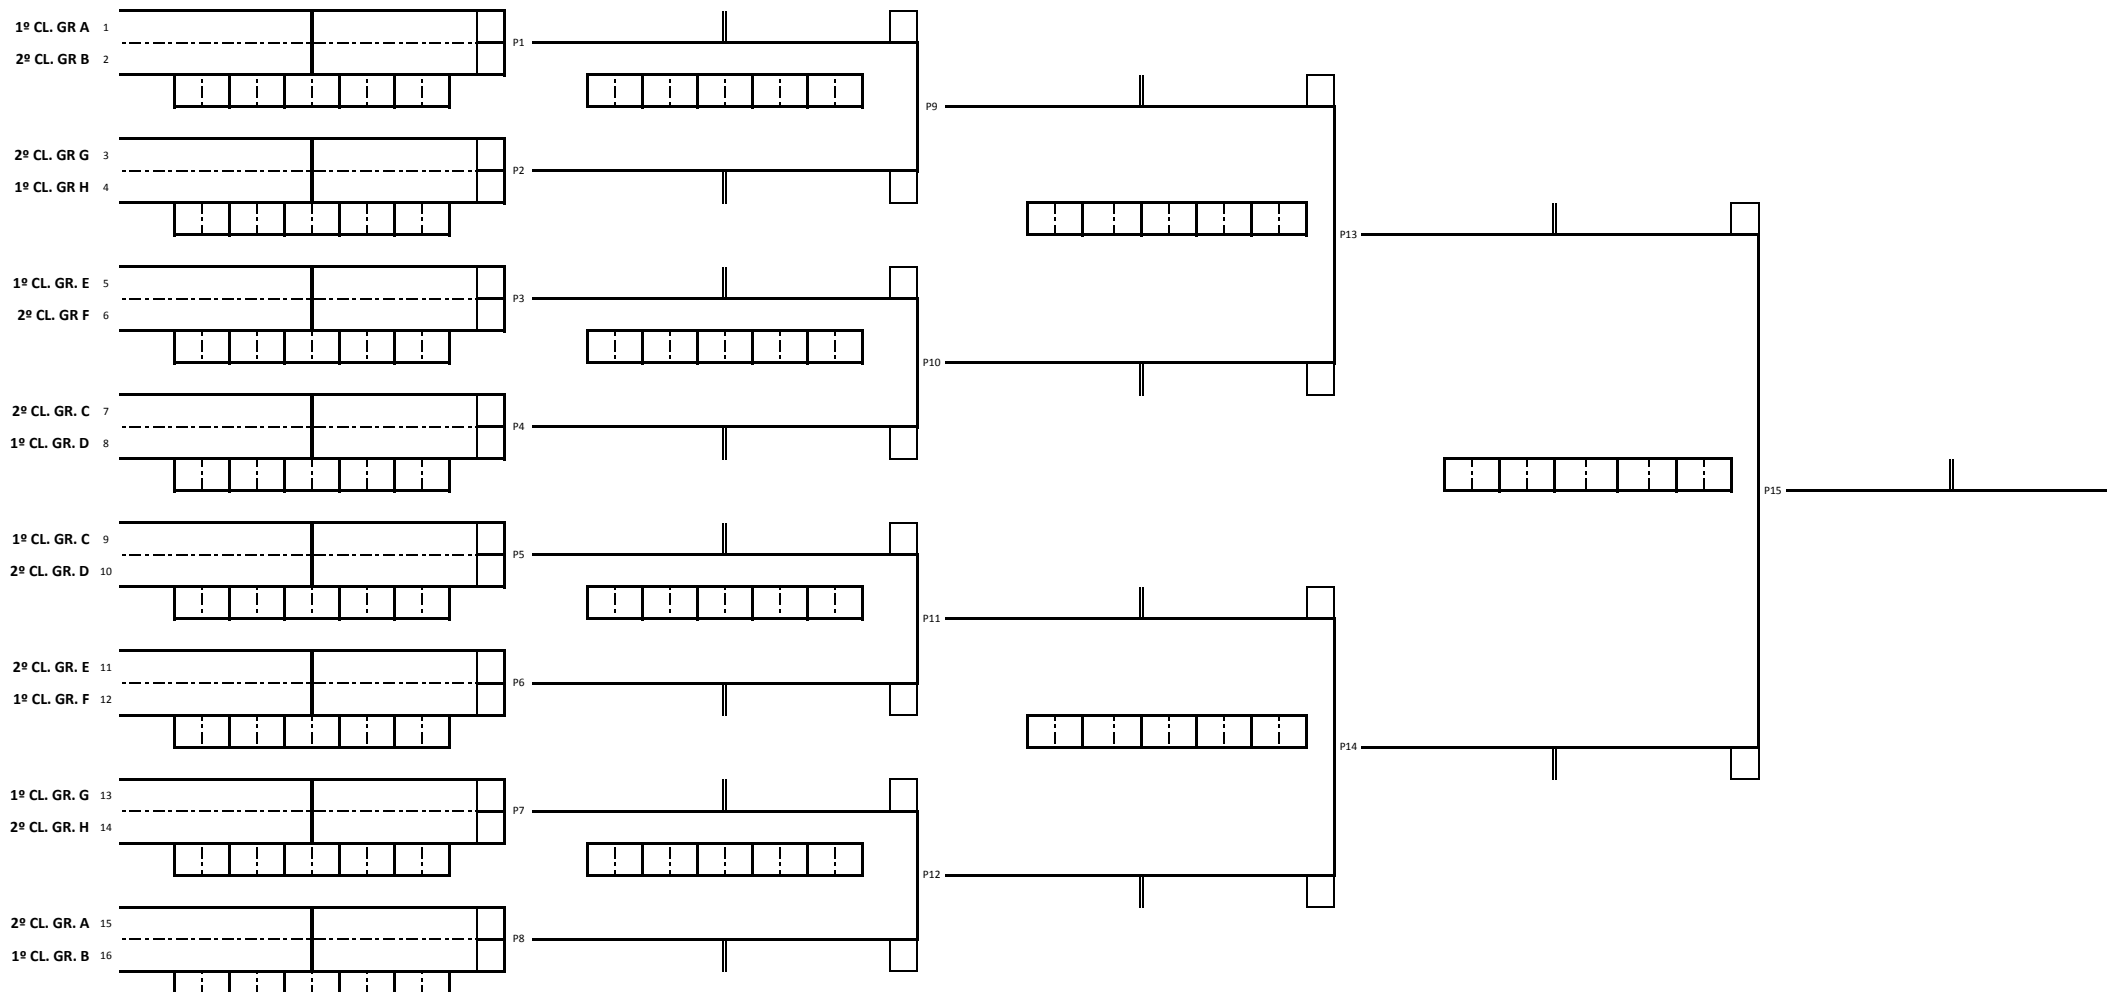 1º CL. GR A 1
P1
2º CL. GR B 2
P9
2º CL. GR G 3
P2
1º CL. GR H 4
P13
1º CL. GR. E 5
P3
2º CL. GR F 6
P10
2º CL. GR. C 7
P4
1º CL. GR. D 8
P15
1º CL. GR. C 9
P5
2º CL. GR. D 10
P11
2º CL. GR. E 11
P6
1º CL. GR. F 12
P14
1º CL. GR. G 13
P7
2º CL. GR. H 14
P12
2º CL. GR. A 15
P8
1º CL. GR. B 16